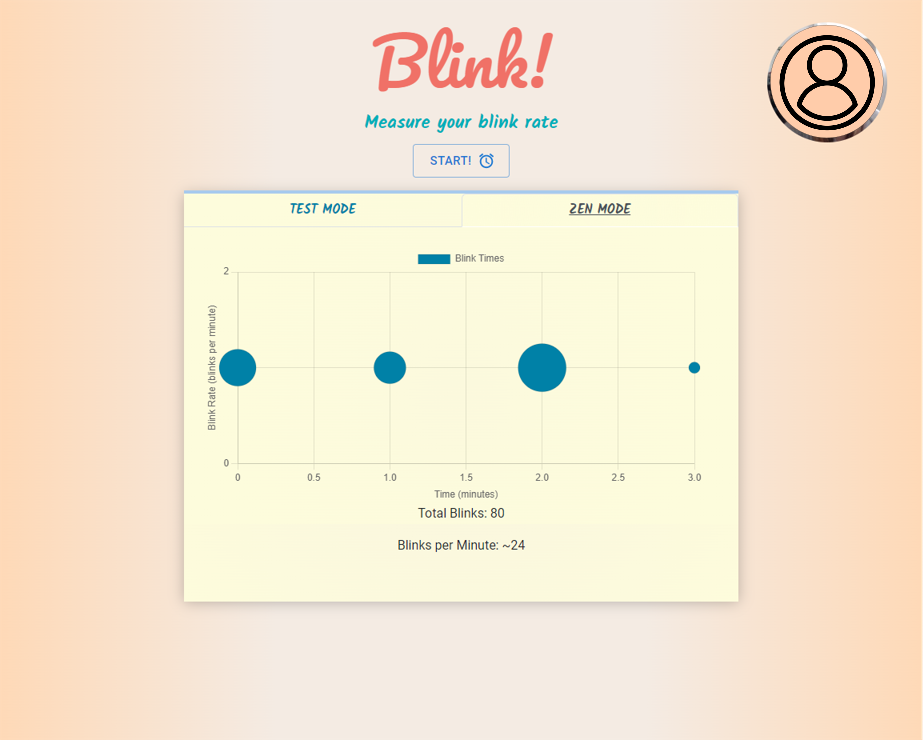 Blink!
Measure your blink rate
START!
TEST MODE
ZEN MODE
Blink Times
2
Blink Rate (blinks per minute)
0
0 0.5 1.0 1.5 2.0 2.5 3.0
Time (minutes)
Total Blinks: 80
Blinks per Minute: ~24